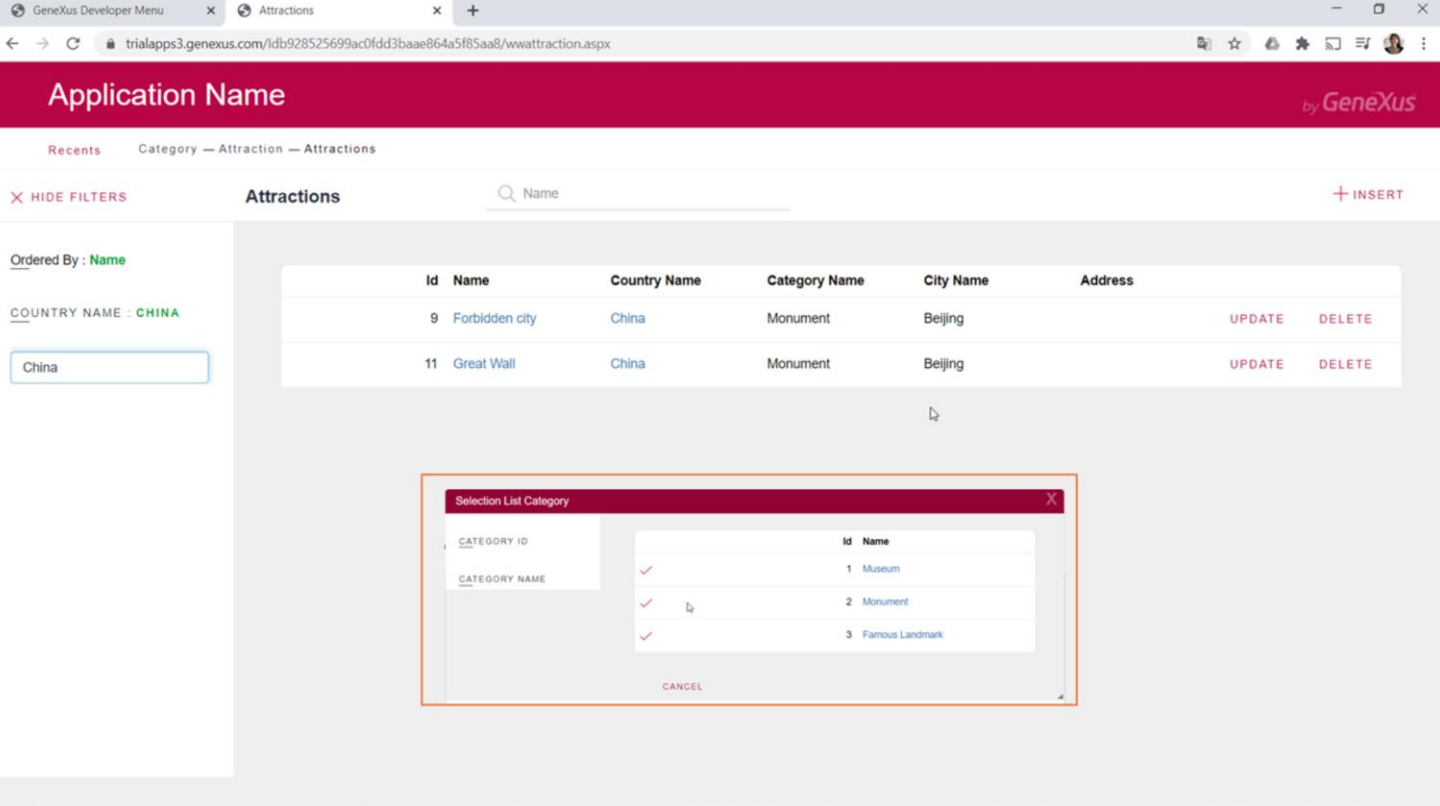 GeneXus Developer Menu
Attractions
trialapps3.genexus.com/Idb928525699ac0fdd3baae864a5f85aa8/wwattraction.aspx
Application Name
by GeneXus
Recents Category — Attraction — Attractions
HIDE FILTERS
Attractions
Name
INSERT
Ordered By : Name
COUNTRY NAME : CHINA
China
Id Name Country Name Category Name City Name Address
9 Forbidden city China Monument Beijing UPDATE DELETE
11 Great Wall China Monument Beijing UPDATE DELETE
Selection List Category X
CATEGORY ID
CATEGORY NAME
Id Name
1 Museum
2 Monument
3 Famous Landmark
CANCEL